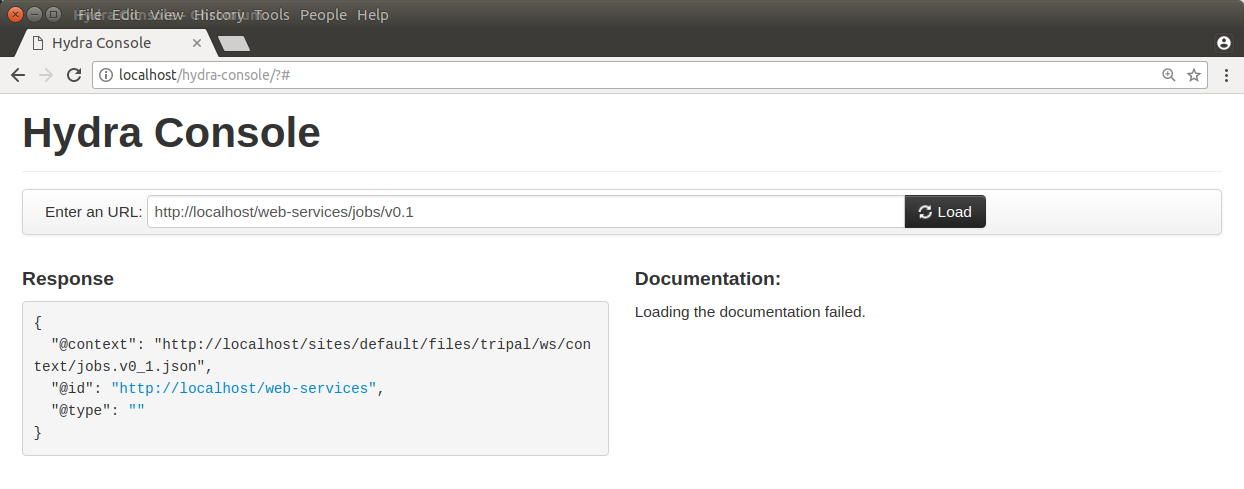 File Edit View History Tools People Help
Hydra Console
localhost/hydra-console/?#
Hydra Console
Enter an URL: http://localhost/web-services/jobs/v0.1 Load
Response
{
"@context": "http://localhost/sites/default/files/tripal/ws/con
text/jobs.v0_1.json",
"@id": "http://localhost/web-services",
"@type": ""
}
Documentation:
Loading the documentation failed.